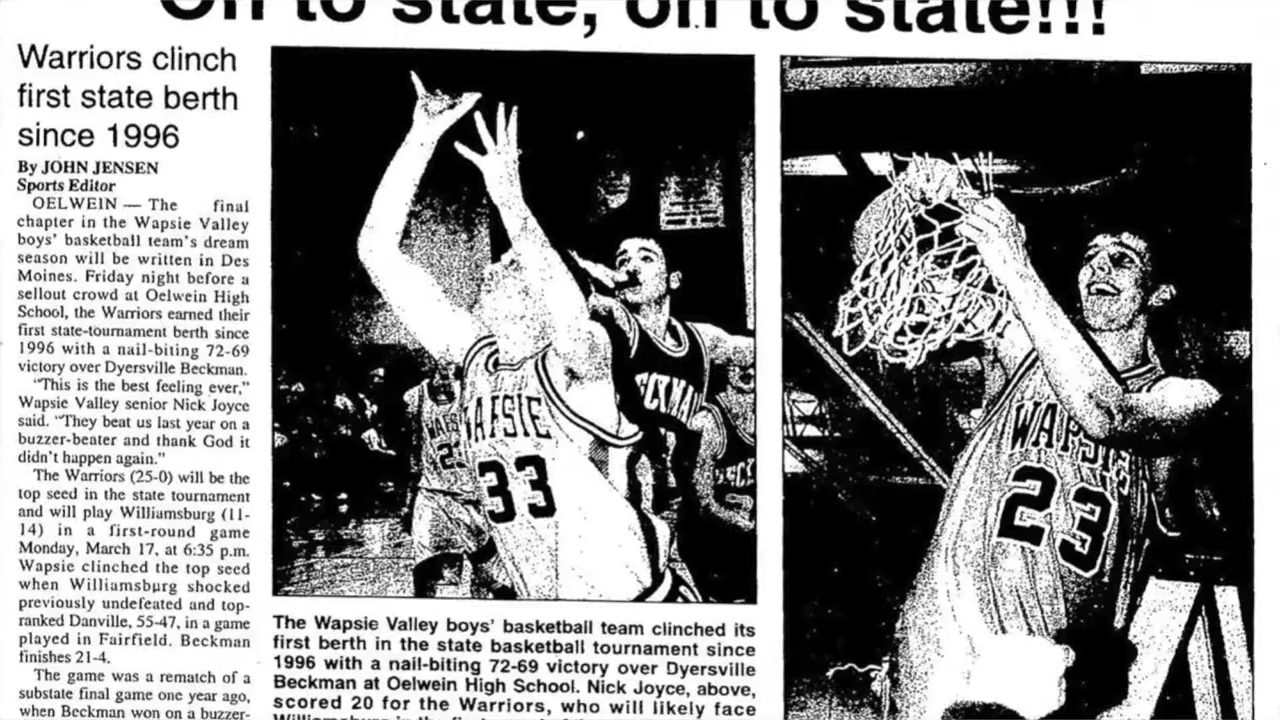 On to state, on to state!!!
Warriors clinch
first state berth
since 1996
By JOHN JENSEN
Sports Editor
OELWEIN — The final
chapter in the Wapsie Valley
boys' basketball team's dream
season will be written in Des
Moines. Friday night before a
sellout crowd at Oelwein High
School, the Warriors earned their
first state-tournament berth since
1996 with a nail-biting 72-69
victory over Dyersville Beckman.
"This is the best feeling ever,"
Wapsie Valley senior Nick Joyce
said. "They beat us last year on a
buzzer-beater and thank God it
didn't happen again."
The Warriors (25-0) will be the
top seed in the state tournament
and will play Williamsburg (11-
14) in a first-round game
Monday, March 17, at 6:35 p.m.
Wapsie clinched the top seed
when Williamsburg shocked
previously undefeated and top-
ranked Danville, 55-47, in a game
played in Fairfield. Beckman
finishes 21-4.
The game was a rematch of a
substate final game one year ago,
when Beckman won on a buzzer-
WAPSIE
33
ECKMAN
WAPSIE
23
The Wapsie Valley boys' basketball team clinched its
first berth in the state basketball tournament since
1996 with a nail-biting 72-69 victory over Dyersville
Beckman at Oelwein High School. Nick Joyce, above,
scored 20 for the Warriors, who will likely face